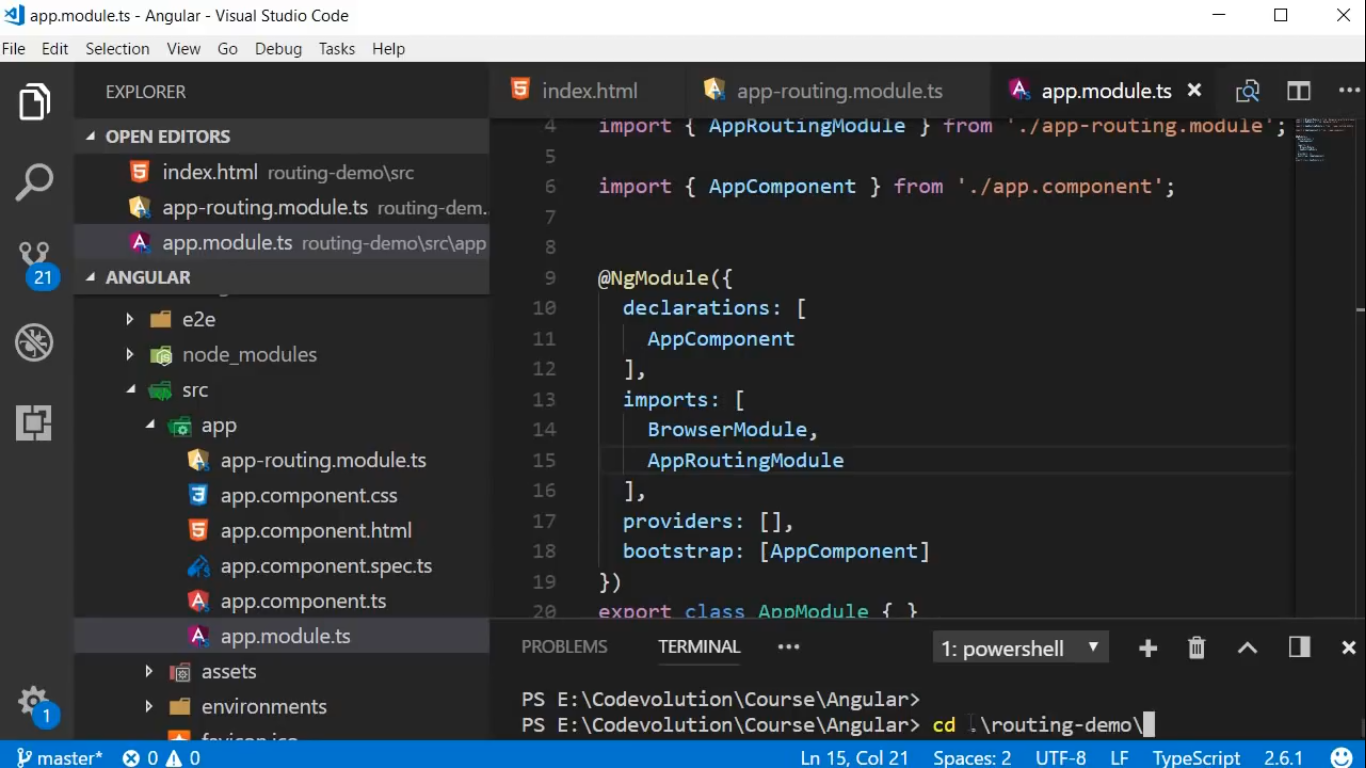 app.module.ts - Angular - Visual Studio Code
File Edit Selection View Go Debug Tasks Help
EXPLORER
OPEN EDITORS
index.html routing-demo\src
app-routing.module.ts routing-dem...
app.module.ts routing-demo\src\app
ANGULAR
e2e
node_modules
src
app
app-routing.module.ts
app.component.css
app.component.html
app.component.spec.ts
app.component.ts
app.module.ts
assets
environments
favicon.ico
21
1
index.html app-routing.module.ts app.module.ts
4 import { AppRoutingModule } from './app-routing.module';
5
6 import { AppComponent } from './app.component';
7
8
9 @NgModule({
10 declarations: [
11 AppComponent
12 ],
13 imports: [
14 BrowserModule,
15 AppRoutingModule
16 ],
17 providers: [],
18 bootstrap: [AppComponent]
19 })
20 export class AppModule { }
PROBLEMS TERMINAL ••• 1: powershell
PS E:\Codevolution\Course\Angular>
PS E:\Codevolution\Course\Angular> cd .\routing-demo\
master* 0 0 Ln 15, Col 21 Spaces: 2 UTF-8 LF TypeScript 2.6.1